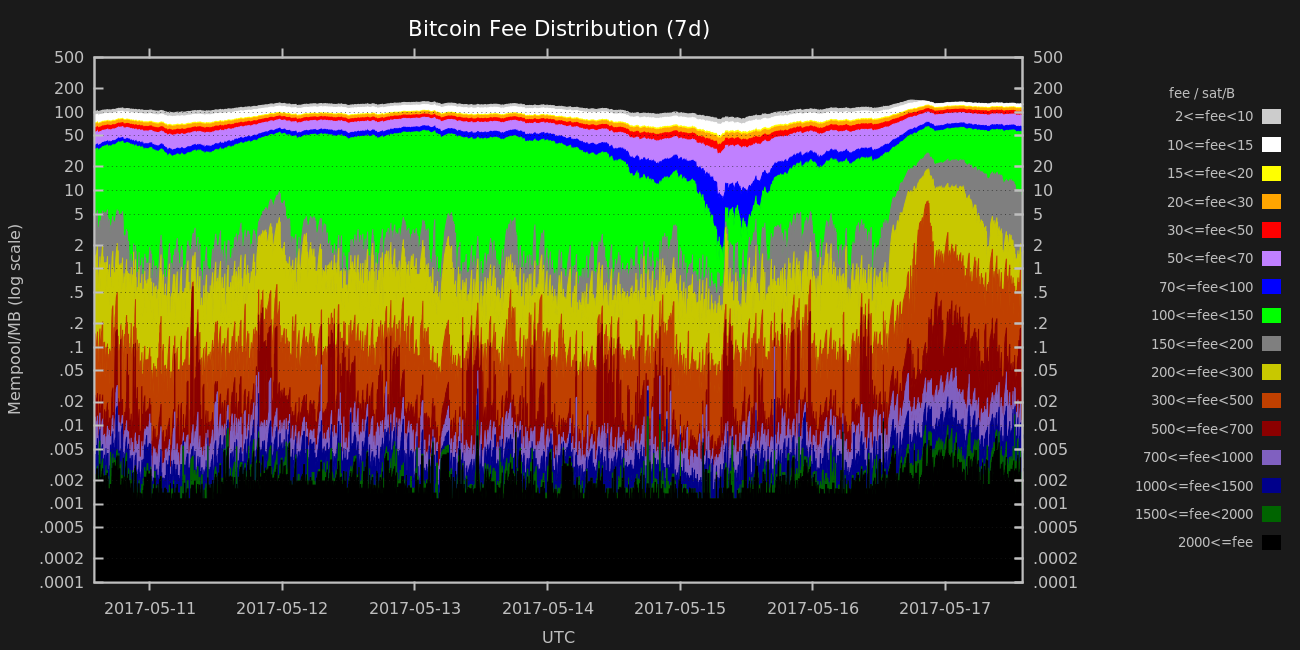 Bitcoin Fee Distribution (7d)
Mempool/MB (log scale)
500
200
100
50
20
10
5
2
1
.5
.2
.1
.05
.02
.01
.005
.002
.001
.0005
.0002
.0001
500
200
100
50
20
10
5
2
1
.5
.2
.1
.05
.02
.01
.005
.002
.001
.0005
.0002
.0001
2017-05-11
2017-05-12
2017-05-13
2017-05-14
2017-05-15
2017-05-16
2017-05-17
UTC
fee / sat/B
2<=fee<10
10<=fee<15
15<=fee<20
20<=fee<30
30<=fee<50
50<=fee<70
70<=fee<100
100<=fee<150
150<=fee<200
200<=fee<300
300<=fee<500
500<=fee<700
700<=fee<1000
1000<=fee<1500
1500<=fee<2000
2000<=fee